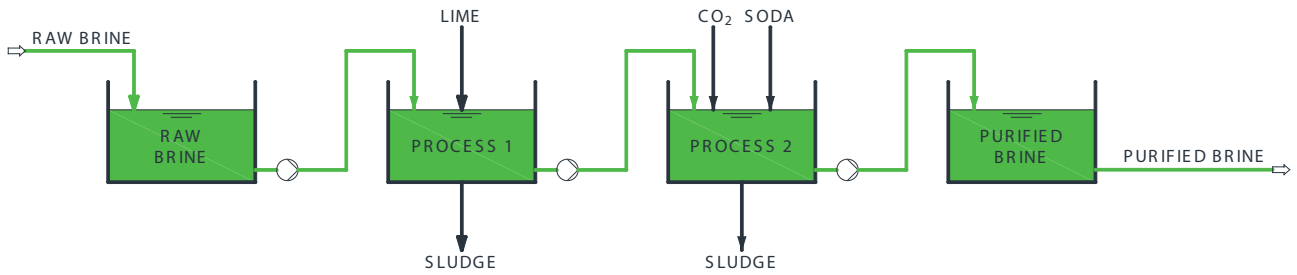 RAW BRINE
RAW
BRINE
LIME
PROCESS 1
SLUDGE
CO₂ SODA
PROCESS 2
SLUDGE
PURIFIED
BRINE
PURIFIED BRINE